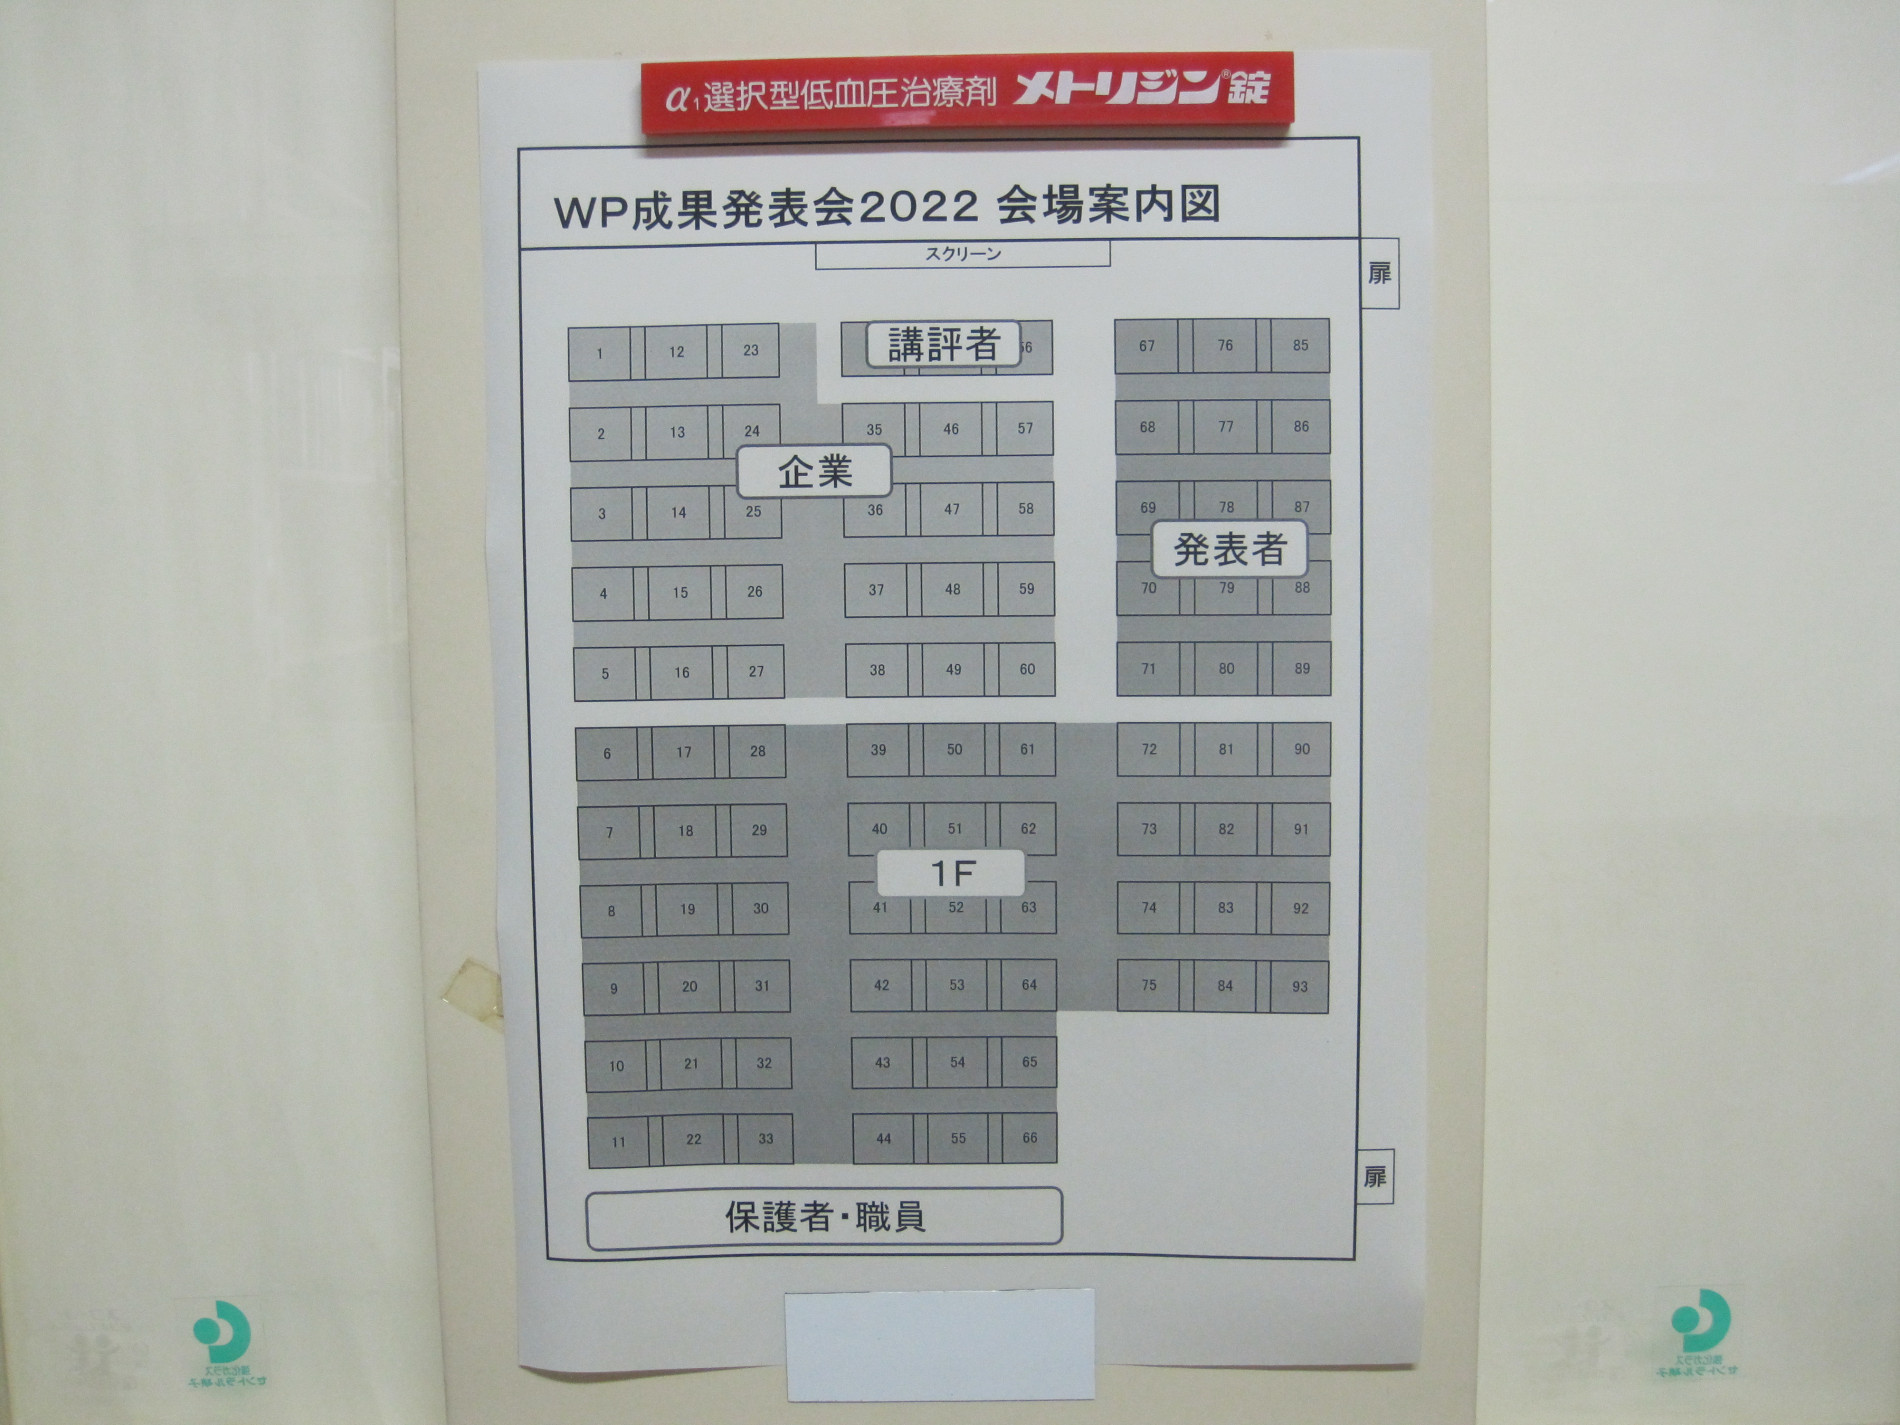 α1選択型低血圧治療剤 メトリジン®錠
WP成果発表会2022 会場案内図
スクリーン
扉
1 12 23 講評者 56 67 76 85
2 13 24 35 46 57 68 77 86
企業
3 14 25 36 47 58 69 78 87
発表者
4 15 26 37 48 59 70 79 88
5 16 27 38 49 60 71 80 89
6 17 28 39 50 61 72 81 90
7 18 29 40 51 62 73 82 91
1F
8 19 30 41 52 63 74 83 92
9 20 31 42 53 64 75 84 93
10 21 32 43 54 65
11 22 33 44 55 66
扉
保護者・職員